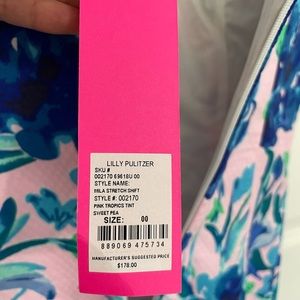 LILLY PULITZER
SKU #
002170 6961BU 00
STYLE NAME:
MILA STRETCH SHIFT
STYLE #: 002170
PINK TROPICS TINT
SWEET PEA
SIZE: 00
889069 475734
MANUFACTURER'S SUGGESTED PRICE
$178.00